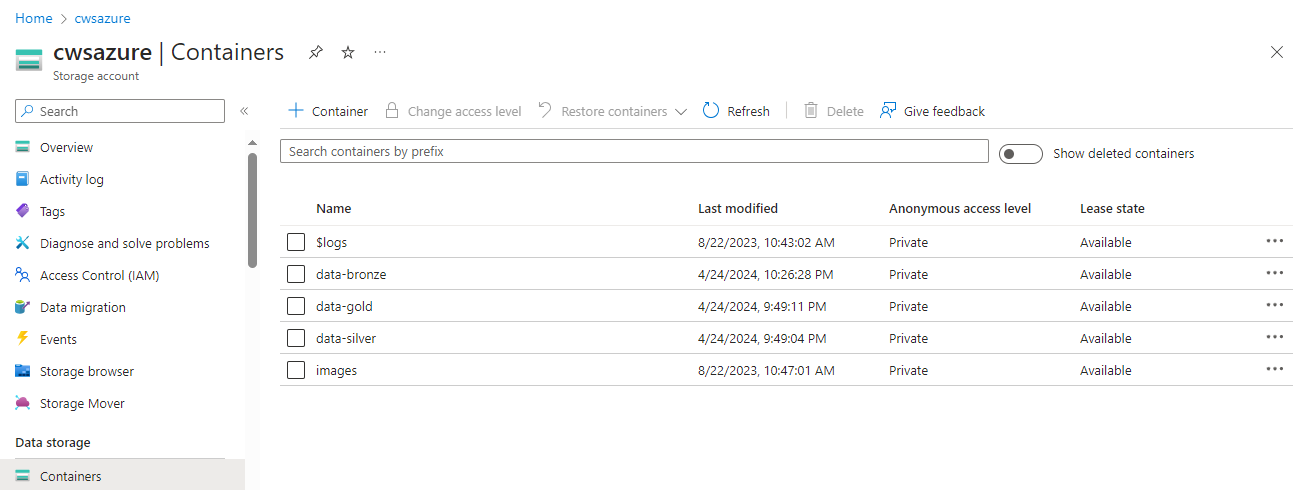 Home > cwsazure
cwsazure | Containers
Storage account
Search
Overview
Activity log
Tags
Diagnose and solve problems
Access Control (IAM)
Data migration
Events
Storage browser
Storage Mover
Data storage
Containers
Container Change access level Restore containers Refresh Delete Give feedback
Search containers by prefix Show deleted containers
Name Last modified Anonymous access level Lease state
$logs 8/22/2023, 10:43:02 AM Private Available
data-bronze 4/24/2024, 10:26:28 PM Private Available
data-gold 4/24/2024, 9:49:11 PM Private Available
data-silver 4/24/2024, 9:49:04 PM Private Available
images 8/22/2023, 10:47:01 AM Private Available